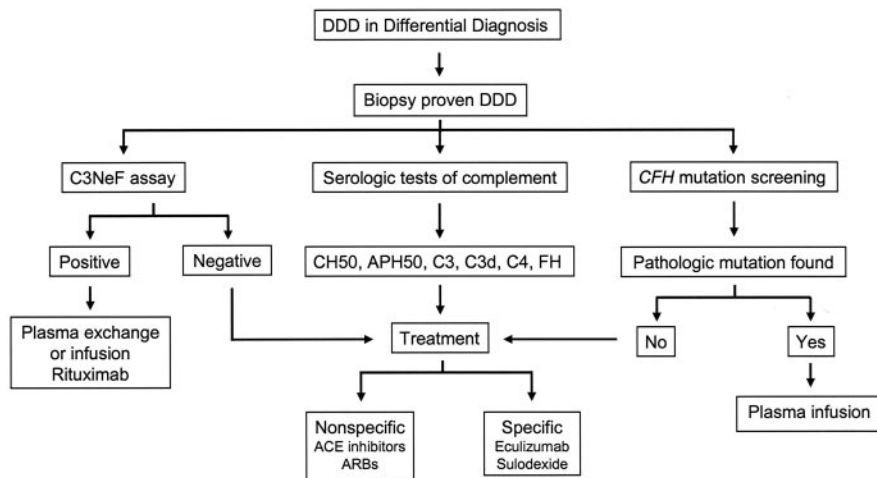 DDD in Differential Diagnosis
Biopsy proven DDD
C3NeF assay
Serologic tests of complement
CFH mutation screening
Positive
Negative
CH50, APH50, C3, C3d, C4, FH
Pathologic mutation found
Plasma exchange
or infusion
Rituximab
Treatment
No
Yes
Nonspecific
ACE inhibitors
ARBs
Specific
Eculizumab
Sulodexide
Plasma infusion